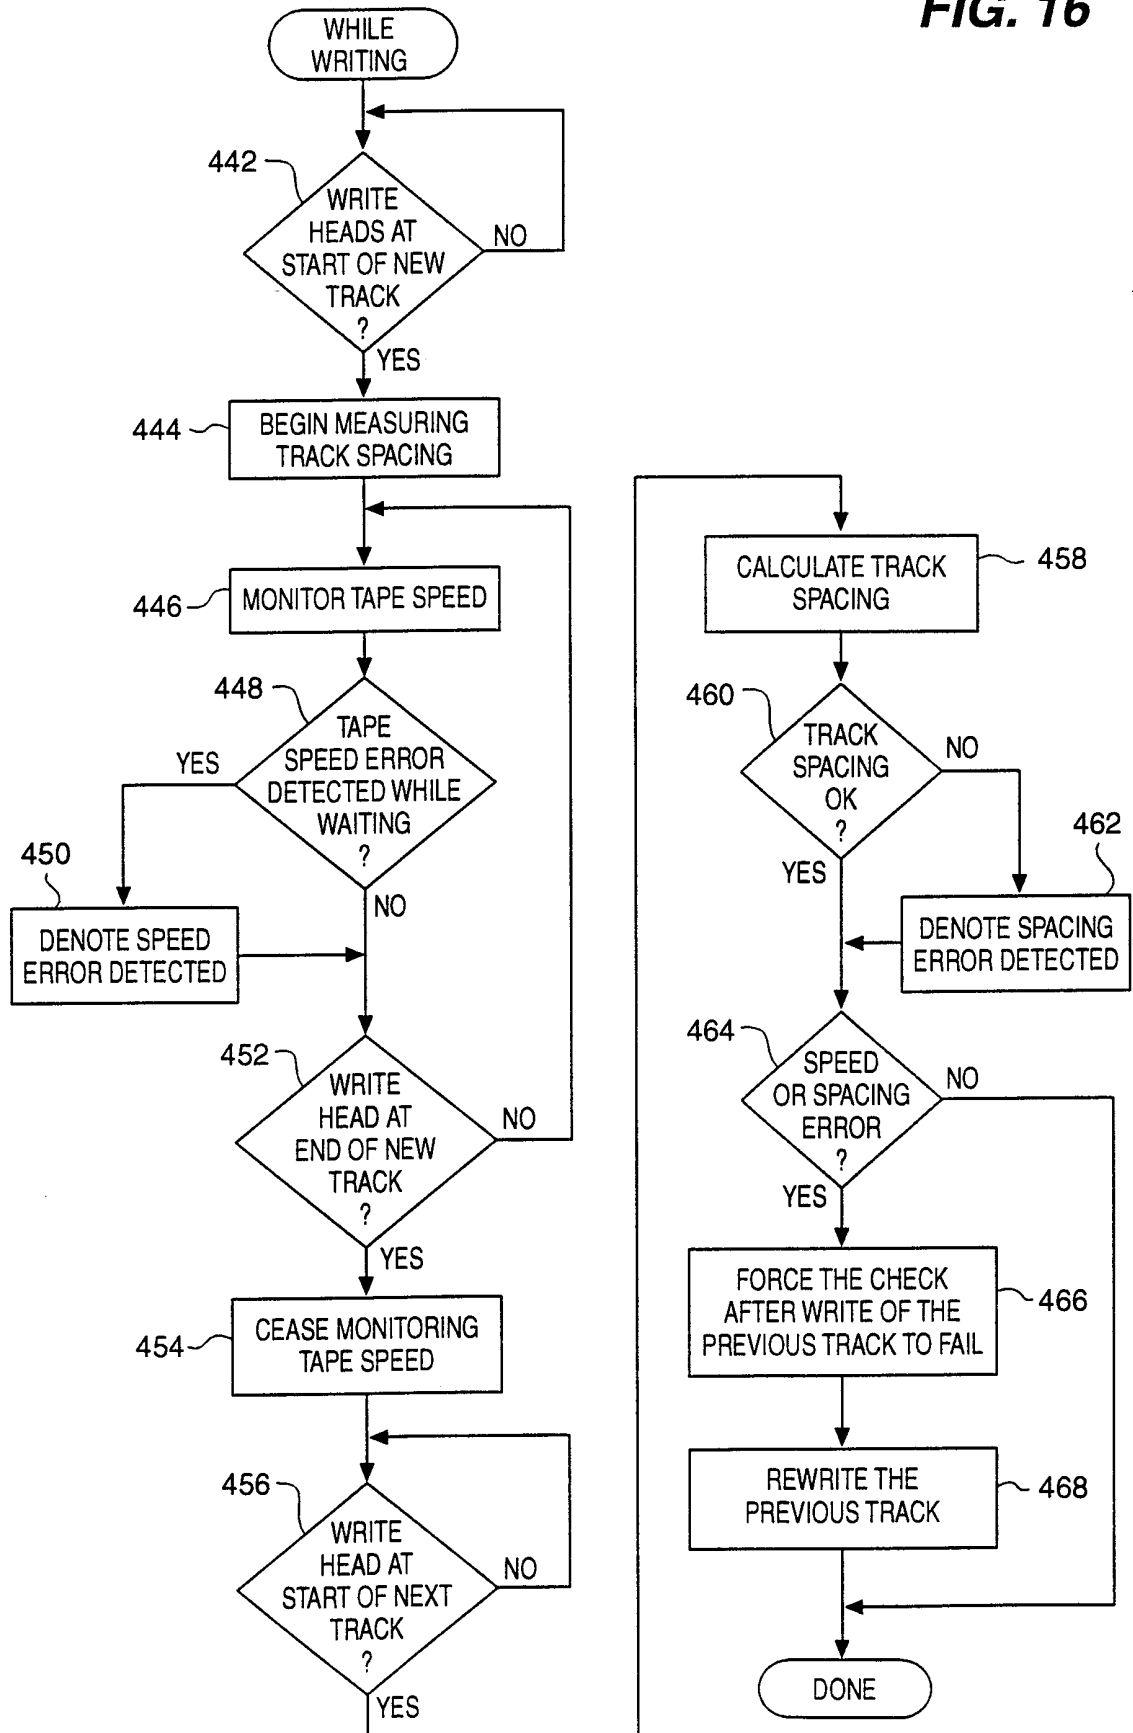 FIG. 16
WHILE
WRITING
442
WRITE
HEADS AT
START OF NEW
TRACK
?
NO
YES
444
BEGIN MEASURING
TRACK SPACING
446
MONITOR TAPE SPEED
448
TAPE
SPEED ERROR
DETECTED WHILE
WAITING
?
YES
NO
450
DENOTE SPEED
ERROR DETECTED
452
WRITE
HEAD AT
END OF NEW
TRACK
?
NO
YES
454
CEASE MONITORING
TAPE SPEED
456
WRITE
HEAD AT
START OF NEXT
TRACK
?
NO
YES
CALCULATE TRACK
SPACING
458
460
TRACK
SPACING
OK
?
NO
YES
462
DENOTE SPACING
ERROR DETECTED
464
SPEED
OR SPACING
ERROR
?
NO
YES
FORCE THE CHECK
AFTER WRITE OF THE
PREVIOUS TRACK TO FAIL
466
REWRITE THE
PREVIOUS TRACK
468
DONE